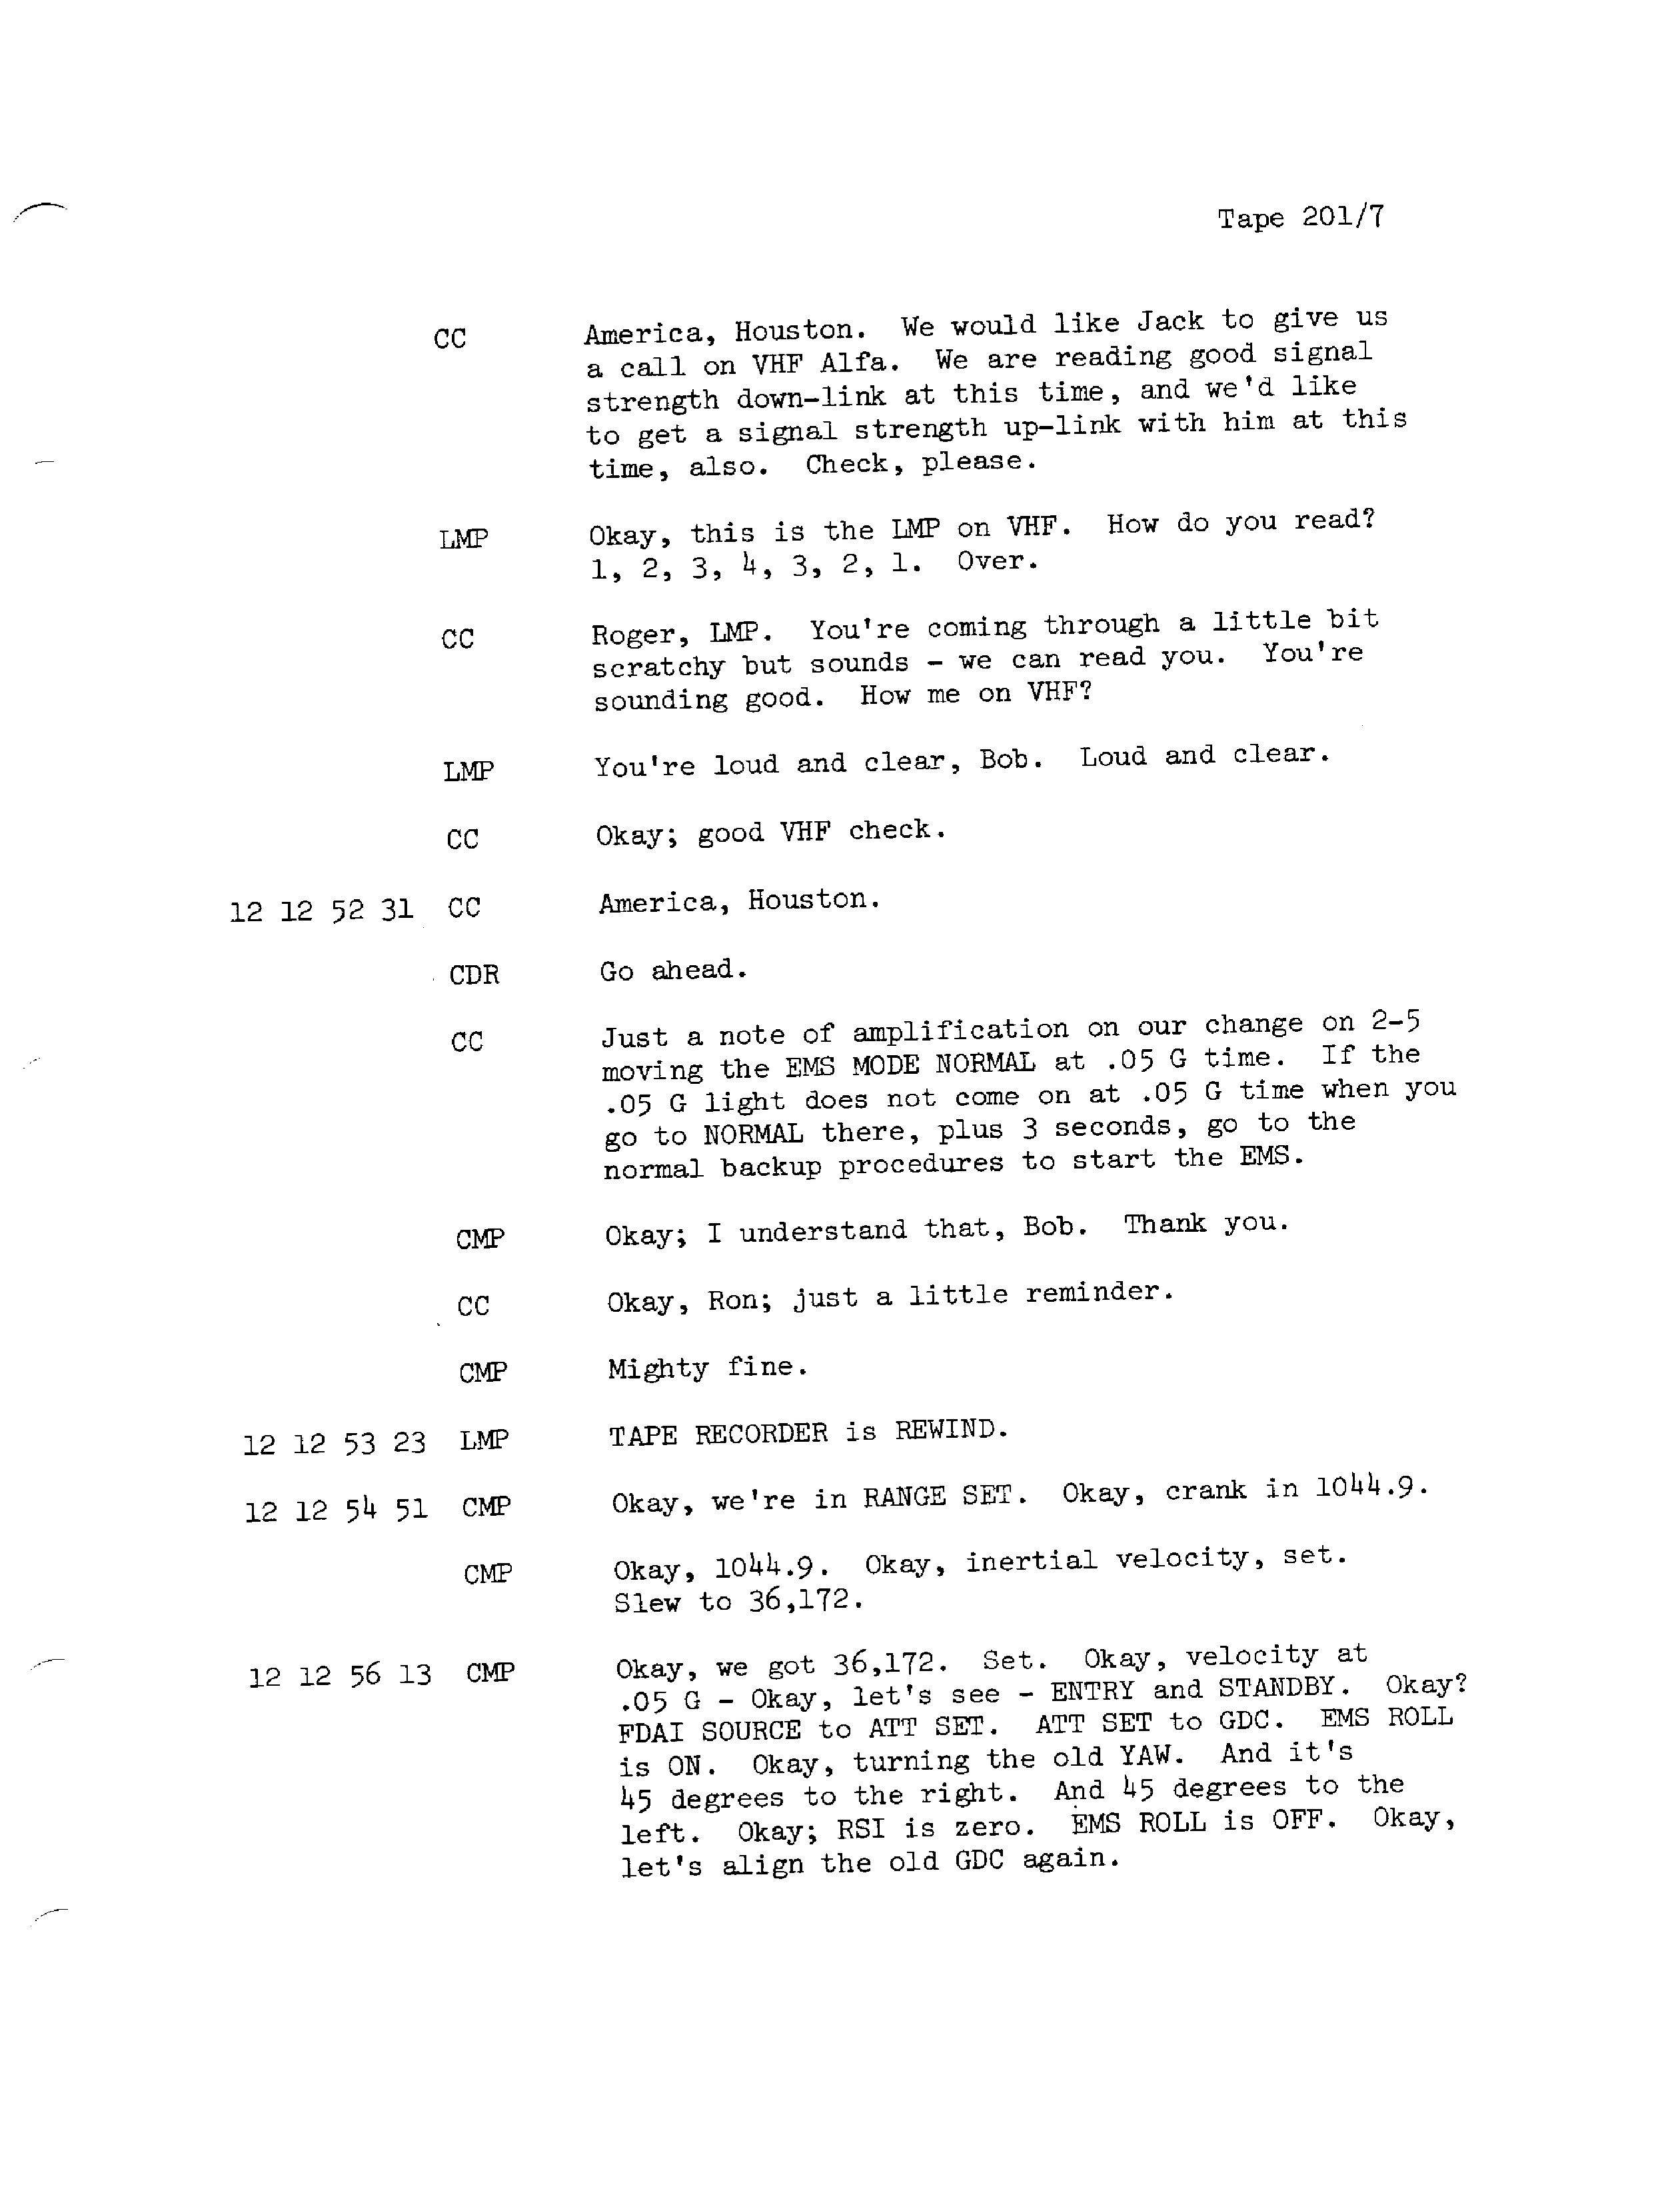 Tape 201/7
CC America, Houston. We would like Jack to give us
a call on VHF Alfa. We are reading good signal
strength down-link at this time, and we'd like
to get a signal strength up-link with him at this
time, also. Check, please.
LMP Okay, this is the LMP on VHF. How do you read?
1, 2, 3, 4, 3, 2, 1. Over.
CC Roger, LMP. You're coming through a little bit
scratchy but sounds - we can read you. You're
sounding good. How me on VHF?
LMP You're loud and clear, Bob. Loud and clear.
CC Okay; good VHF check.
12 12 52 31 CC America, Houston.
CDR Go ahead.
CC Just a note of amplification on our change on 2-5
moving the EMS MODE NORMAL at .05 G time. If the
.05 G light does not come on at .05 G time when you
go to NORMAL there, plus 3 seconds, go to the
normal backup procedures to start the EMS.
CMP Okay; I understand that, Bob. Thank you.
CC Okay, Ron; just a little reminder.
CMP Mighty fine.
12 12 53 23 LMP TAPE RECORDER is REWIND.
12 12 54 51 CMP Okay, we're in RANGE SET. Okay, crank in 1044.9.
CMP Okay, 1044.9. Okay, inertial velocity, set.
Slew to 36,172.
12 12 56 13 CMP Okay, we got 36,172. Set. Okay, velocity at
.05 G - Okay, let's see - ENTRY and STANDBY. Okay?
FDAI SOURCE to ATT SET. ATT SET to GDC. EMS ROLL
is ON. Okay, turning the old YAW. And it's
45 degrees to the right. And 45 degrees to the
left. Okay; RSI is zero. EMS ROLL is OFF. Okay,
let's align the old GDC again.